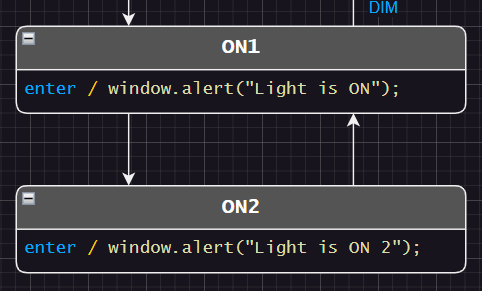 DIM
ON1
enter / window.alert("Light is ON");
ON2
enter / window.alert("Light is ON 2");